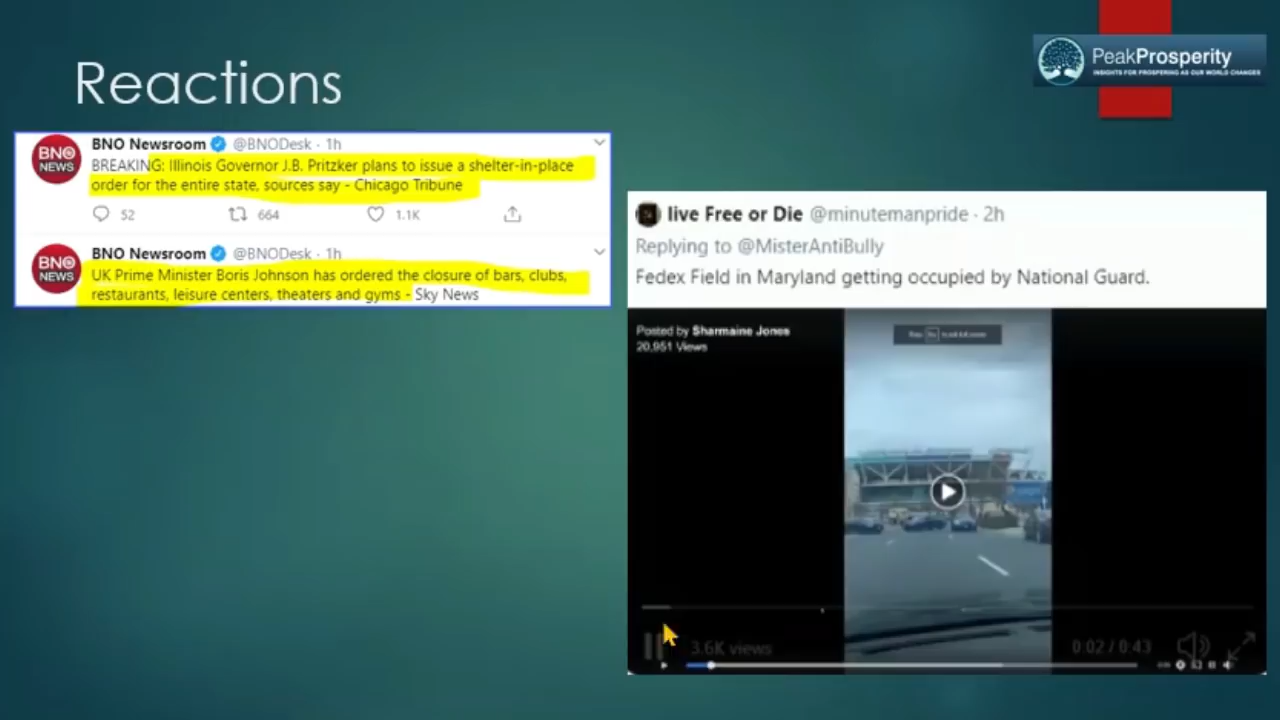 Reactions
PeakProsperity
INSIGHTS FOR PROSPERING AS OUR WORLD CHANGES
BNO NEWS
BNO Newsroom @BNODesk · 1h
BREAKING: Illinois Governor J.B. Pritzker plans to issue a shelter-in-place
order for the entire state, sources say - Chicago Tribune
52 664 1.1K
BNO NEWS
BNO Newsroom @BNODesk · 1h
UK Prime Minister Boris Johnson has ordered the closure of bars, clubs,
restaurants, leisure centers, theaters and gyms - Sky News
live Free or Die @minutemanpride · 2h
Replying to @MisterAntiBully
Fedex Field in Maryland getting occupied by National Guard.
Posted by Sharmaine Jones
20,951 Views
3.6K views
0:02 / 0:43